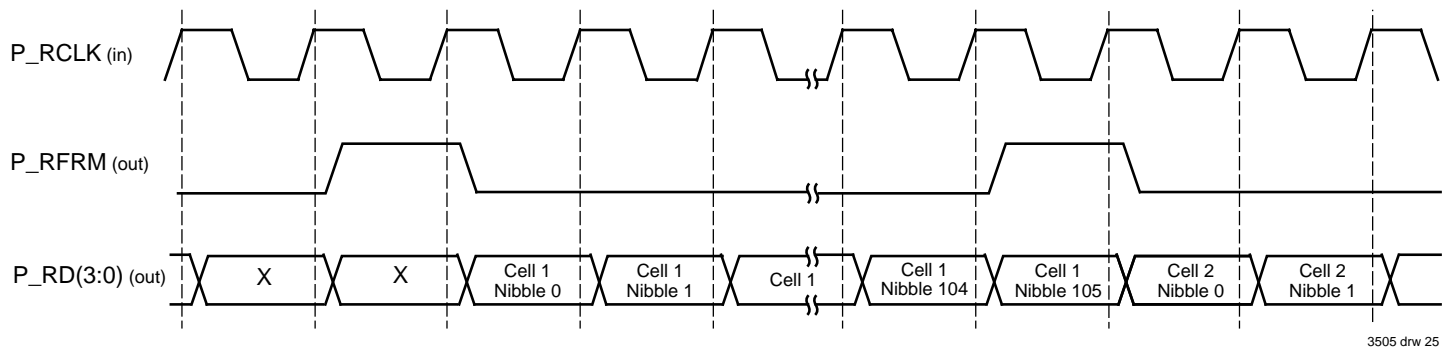 P_RCLK (in)
P_RFRM (out)
P_RD(3:0) (out)
X
X
Cell 1
Nibble 0
Cell 1
Nibble 1
Cell 1
Cell 1
Nibble 104
Cell 1
Nibble 105
Cell 2
Nibble 0
Cell 2
Nibble 1
3505 drw 25